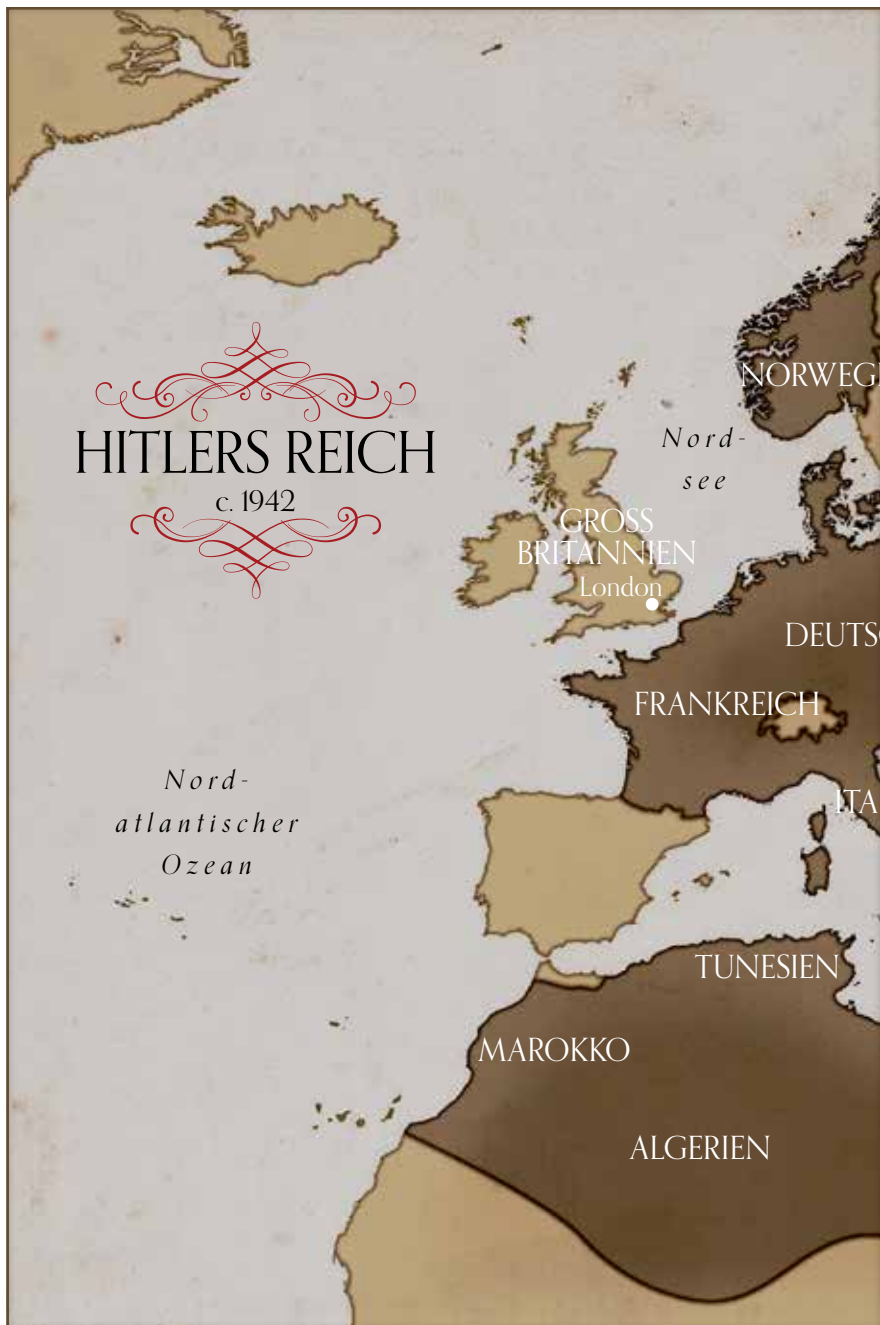 HITLERS REICH
c. 1942
NORWEG
Nord-
see
GROSS
BRITANNIEN
London
DEUTS
FRANKREICH
ITA
Nord-
atlantischer
Ozean
TUNESIEN
MAROKKO
ALGERIEN